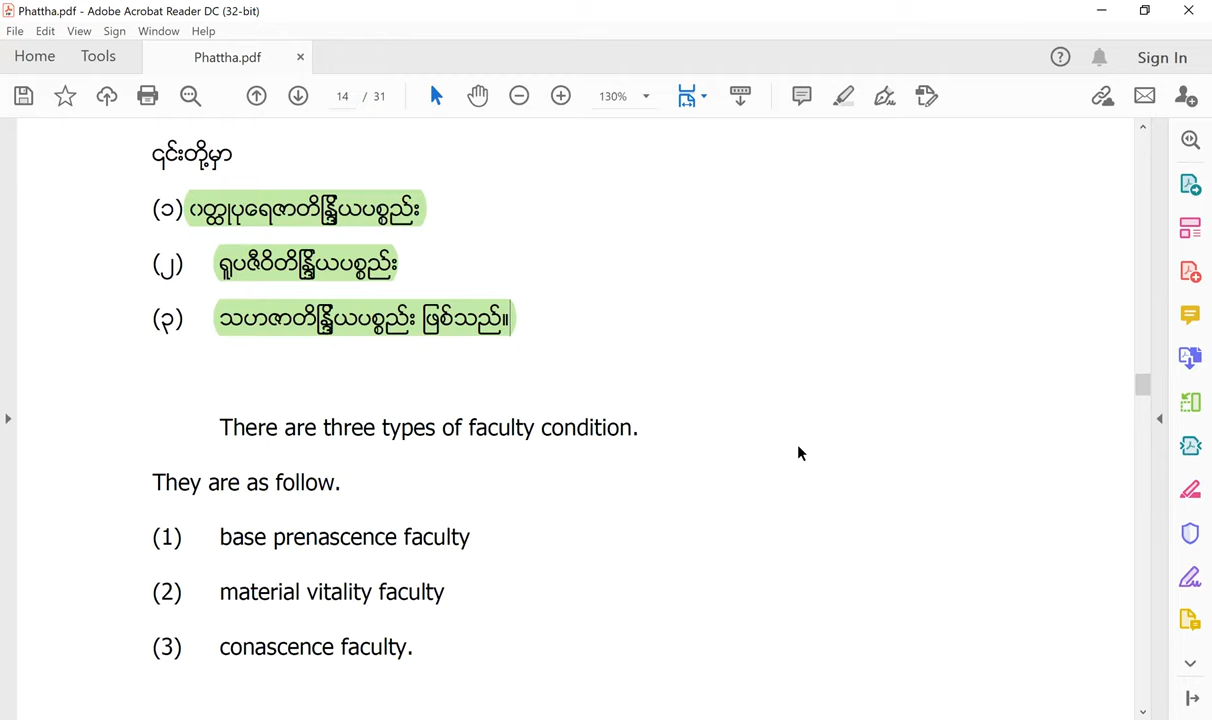 Phattha.pdf - Adobe Acrobat Reader DC (32-bit)
File Edit View Sign Window Help
Home Tools Phattha.pdf × Sign In
14 / 31 130%
၎င်းတို့မှာ
(၁) ဝတ္ထုပုရေဇာတိန္ဒြိယပစ္စည်း
(၂) ရူပဇီဝိတိန္ဒြိယပစ္စည်း
(၃) သဟဇာတိန္ဒြိယပစ္စည်း ဖြစ်သည်။
There are three types of faculty condition.
They are as follow.
(1) base prenascence faculty
(2) material vitality faculty
(3) conascence faculty.